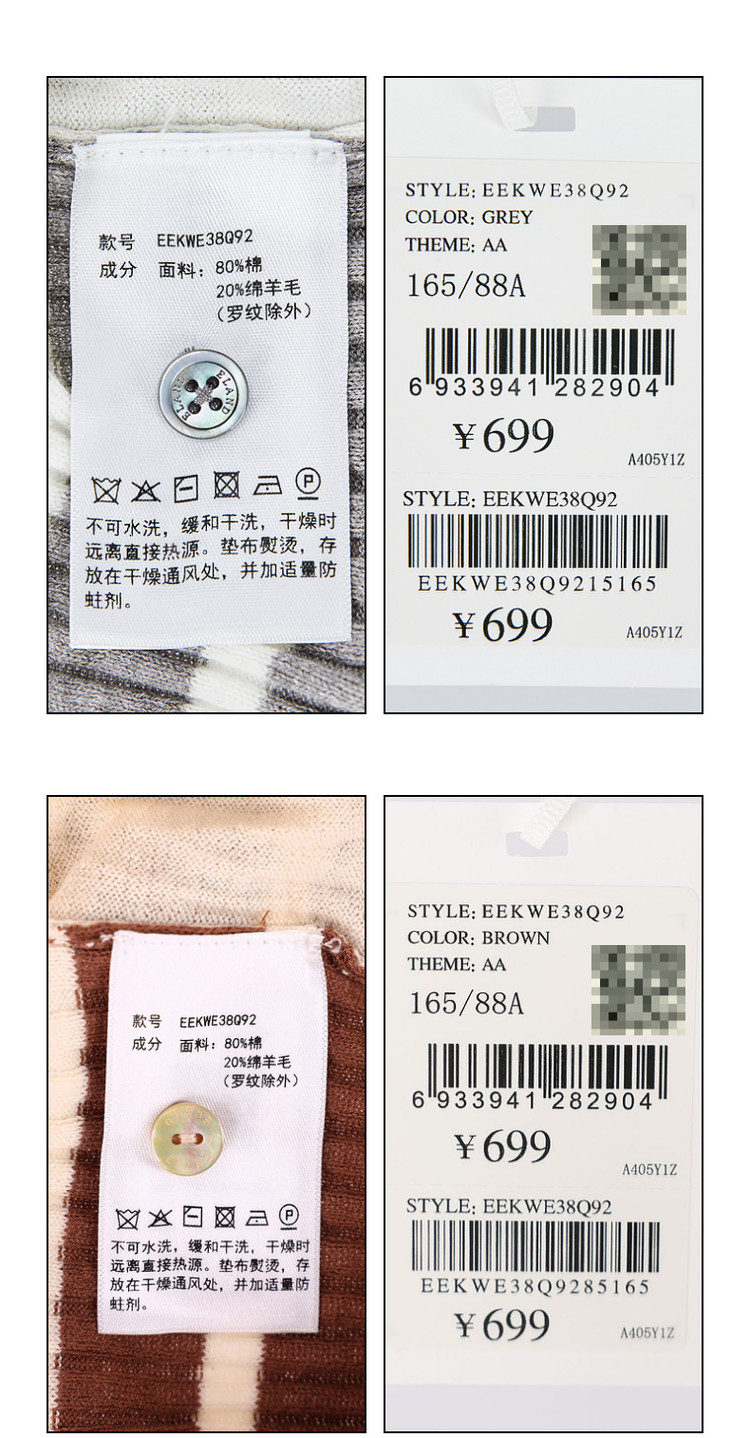 款号 EEKWE38Q92
成分 面料：80%棉
20%绵羊毛
（罗纹除外）
ELAND ELAND
P
不可水洗，缓和干洗，干燥时
远离直接热源。垫布熨烫，存
放在干燥通风处，并加适量防
蛀剂。
STYLE: EEKWE38Q92
COLOR: GREY
THEME: AA
165/88A
6 933941 282904
¥699
A405Y1Z
STYLE: EEKWE38Q92
EEKWE38Q9215165
¥699
A405Y1Z
款号 EEKWE38Q92
成分 面料：80%棉
20%绵羊毛
（罗纹除外）
P
不可水洗，缓和干洗，干燥时
远离直接热源。垫布熨烫，存
放在干燥通风处，并加适量防
蛀剂。
STYLE: EEKWE38Q92
COLOR: BROWN
THEME: AA
165/88A
6 933941 282904
¥699
A405Y1Z
STYLE: EEKWE38Q92
EEKWE38Q9285165
¥699
A405Y1Z